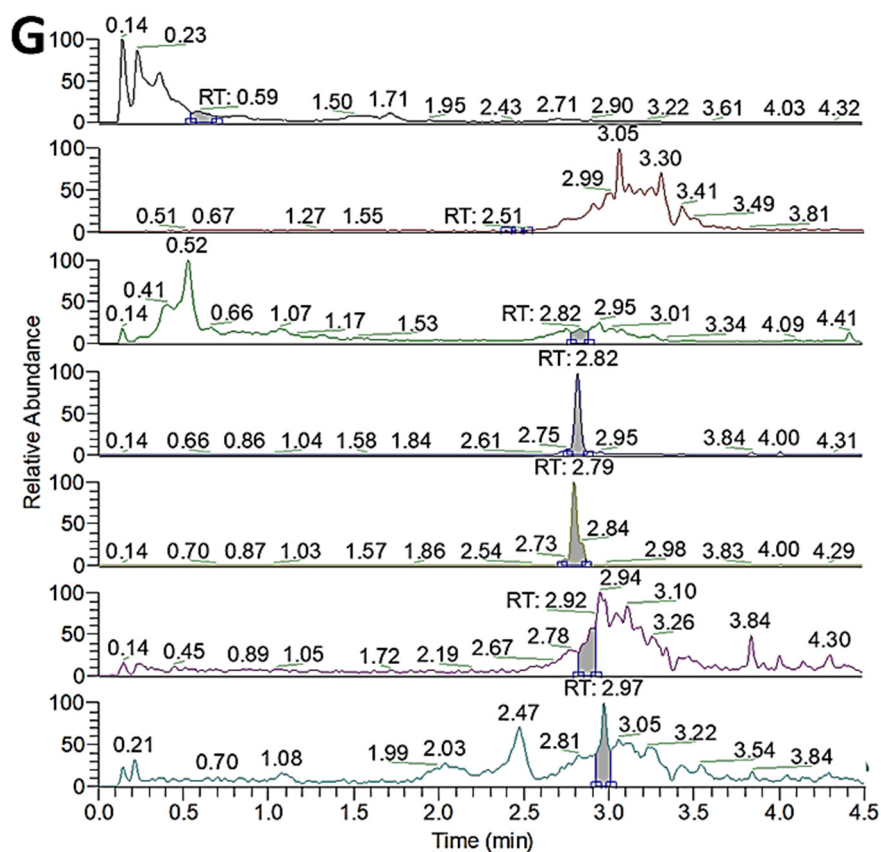 G
Relative Abundance
100 0.14 0.23
50 RT: 0.59 1.50 1.71 1.95 2.43 2.71 2.90 3.22 3.61 4.03 4.32
0
100 3.05 3.30
50 2.99 3.41 3.49
0.51 0.67 1.27 1.55 RT: 2.51 3.81
0
100 0.52
50 0.41
0.14 0.66 1.07 1.17 1.53 RT: 2.82 2.95 3.01 3.34 4.09 4.41
0
RT: 2.82
100
50
0.14 0.66 0.86 1.04 1.58 1.84 2.61 2.75 2.95 3.84 4.00 4.31
0
RT: 2.79
100
50 2.84
0.14 0.70 0.87 1.03 1.57 1.86 2.54 2.73 2.98 3.83 4.00 4.29
0
100 RT: 2.92 2.94 3.10
50 3.26 3.84
0.14 0.45 0.89 1.05 1.72 2.19 2.67 2.78 4.30
0
RT: 2.97
100
50 0.21 2.47 2.81 3.05 3.22
0.70 1.08 1.99 2.03 3.54 3.84
0
0.0 0.5 1.0 1.5 2.0 2.5 3.0 3.5 4.0 4.5
Time (min)